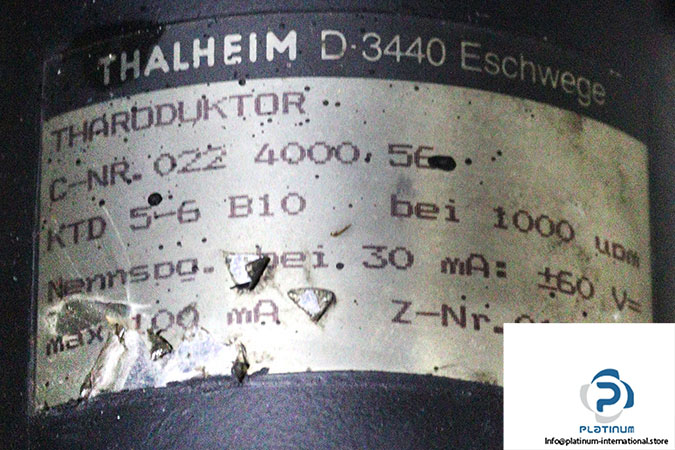 THALHEIM D-3440 Eschwege
THARODUKTOR
C-NR. 022 4000.56
KTD 5-6 B10 bei 1000 upm
Nennspg. bei 30 mA: ±60 V=
max. 100 mA Z-Nr.
PLATINUM
Info@platinum-international.store